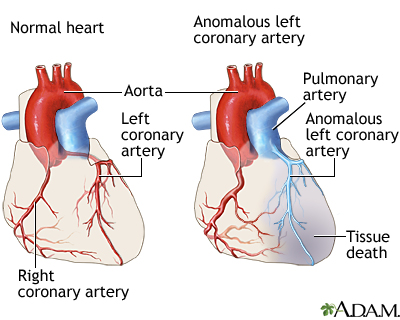 Normal heart
Anomalous left
coronary artery
Aorta
Left
coronary
artery
Pulmonary
artery
Anomalous
left coronary
artery
Right
coronary artery
Tissue
death
A.D.A.M.